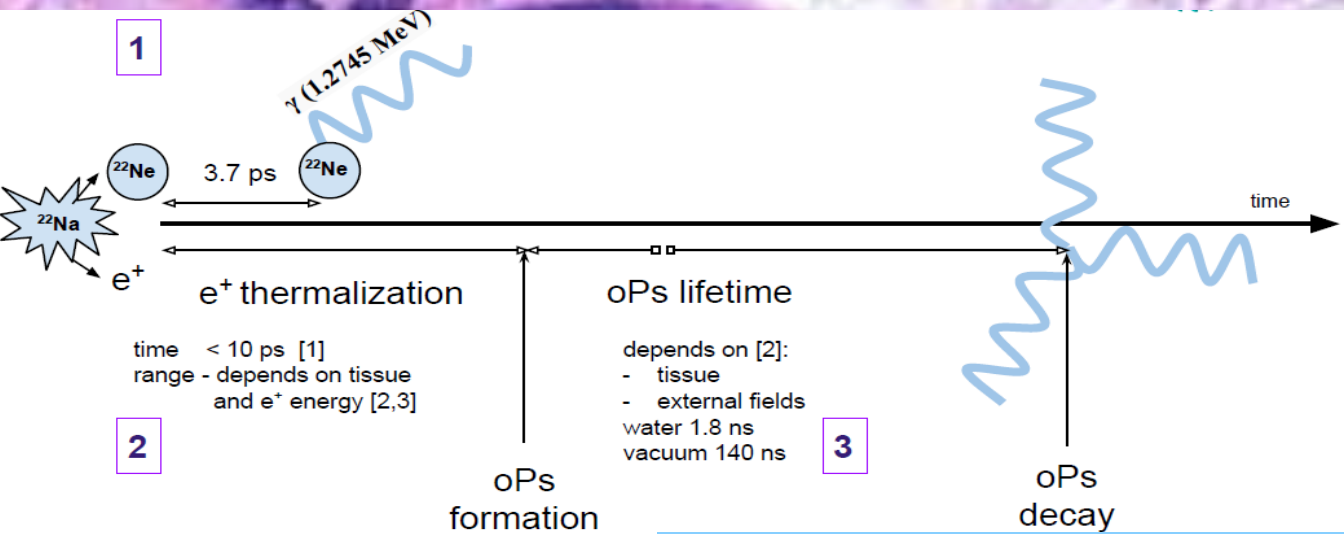 1
γ (1.2745 MeV)
²²Ne
3.7 ps
²²Ne
²²Na
time
e⁺
e⁺ thermalization
oPs lifetime
time < 10 ps [1]
range - depends on tissue
and e⁺ energy [2,3]
depends on [2]:
- tissue
- external fields
water 1.8 ns
vacuum 140 ns
2
3
oPs
formation
oPs
decay